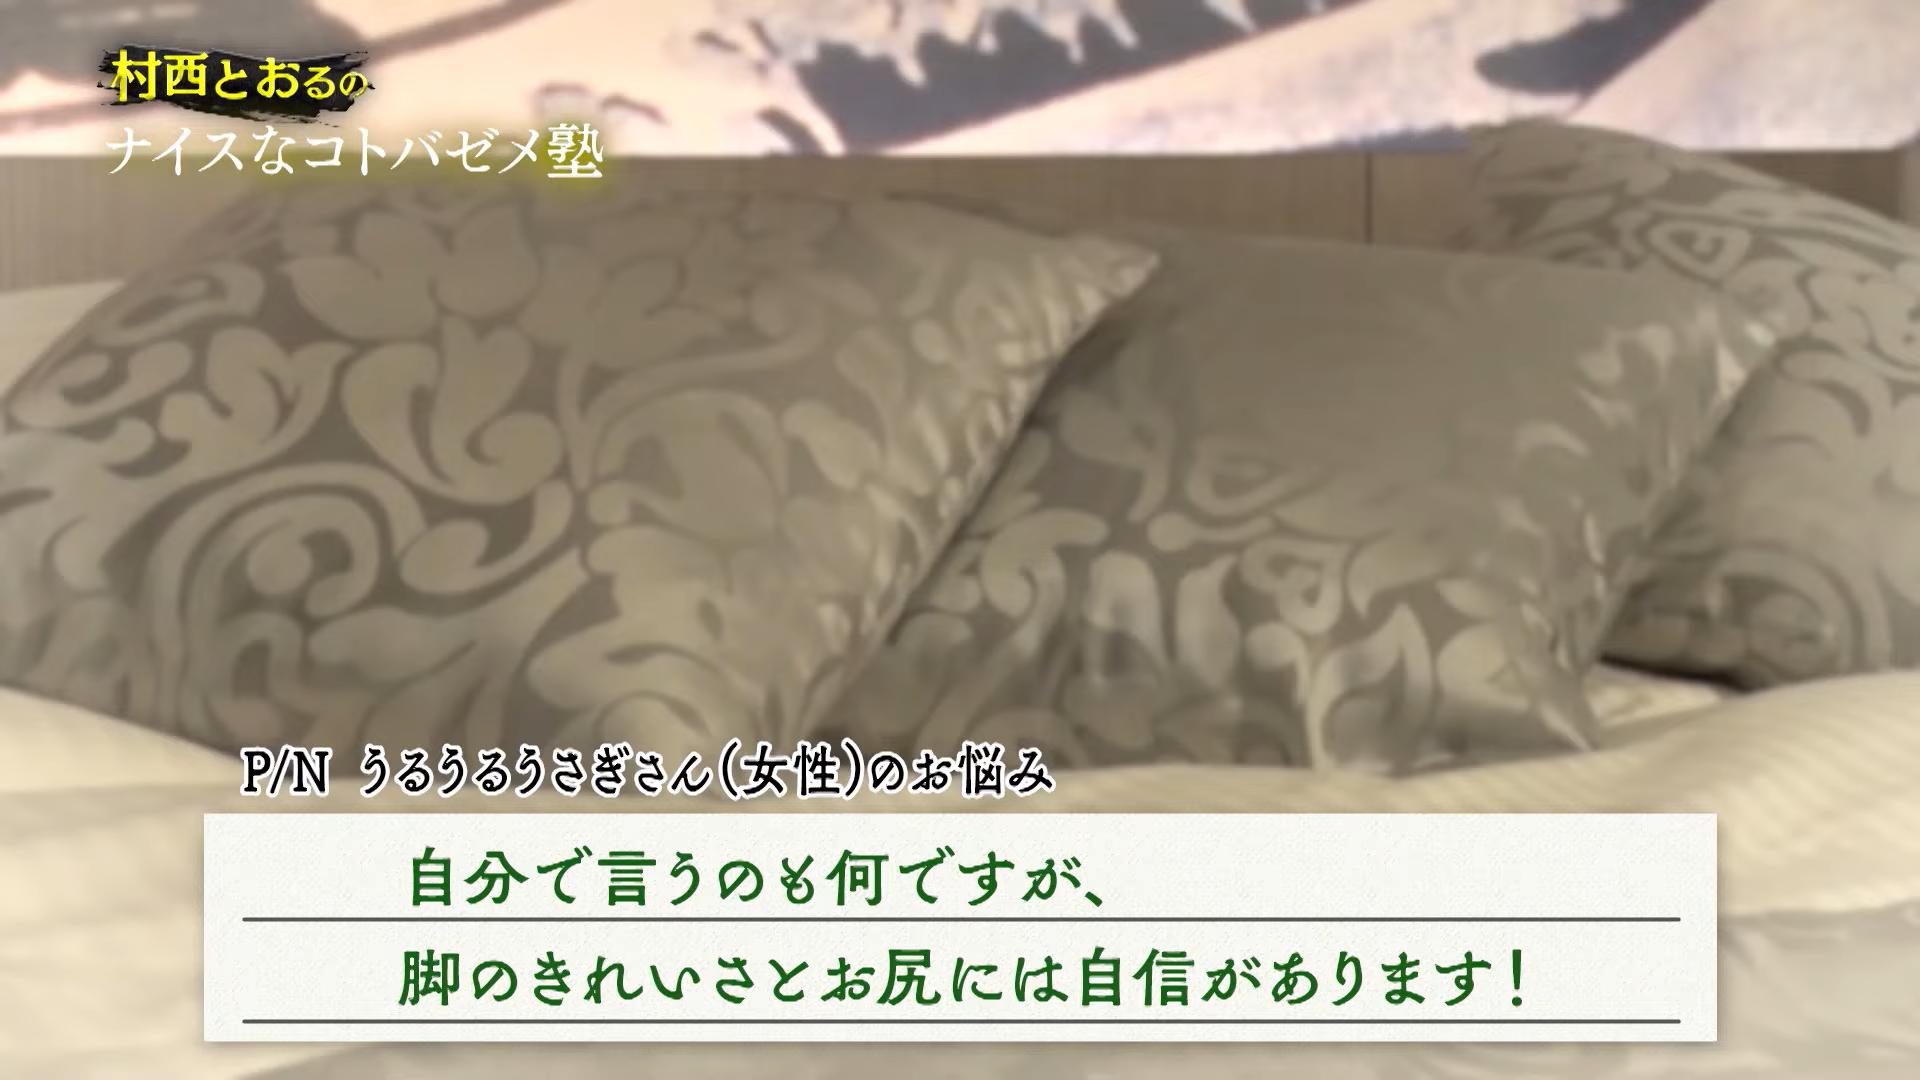 村西とおるの
ナイスなコトバゼメ塾
P/N うるうるうさぎさん(女性)のお悩み
自分で言うのも何ですが、
脚のきれいさとお尻には自信があります!